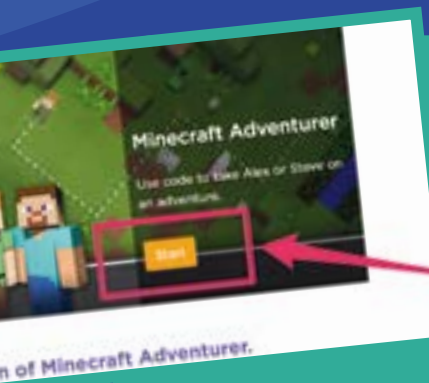 Minecraft Adventurer
Use code to take Alex or Steve on
an adventure.
Start
n of Minecraft Adventurer.